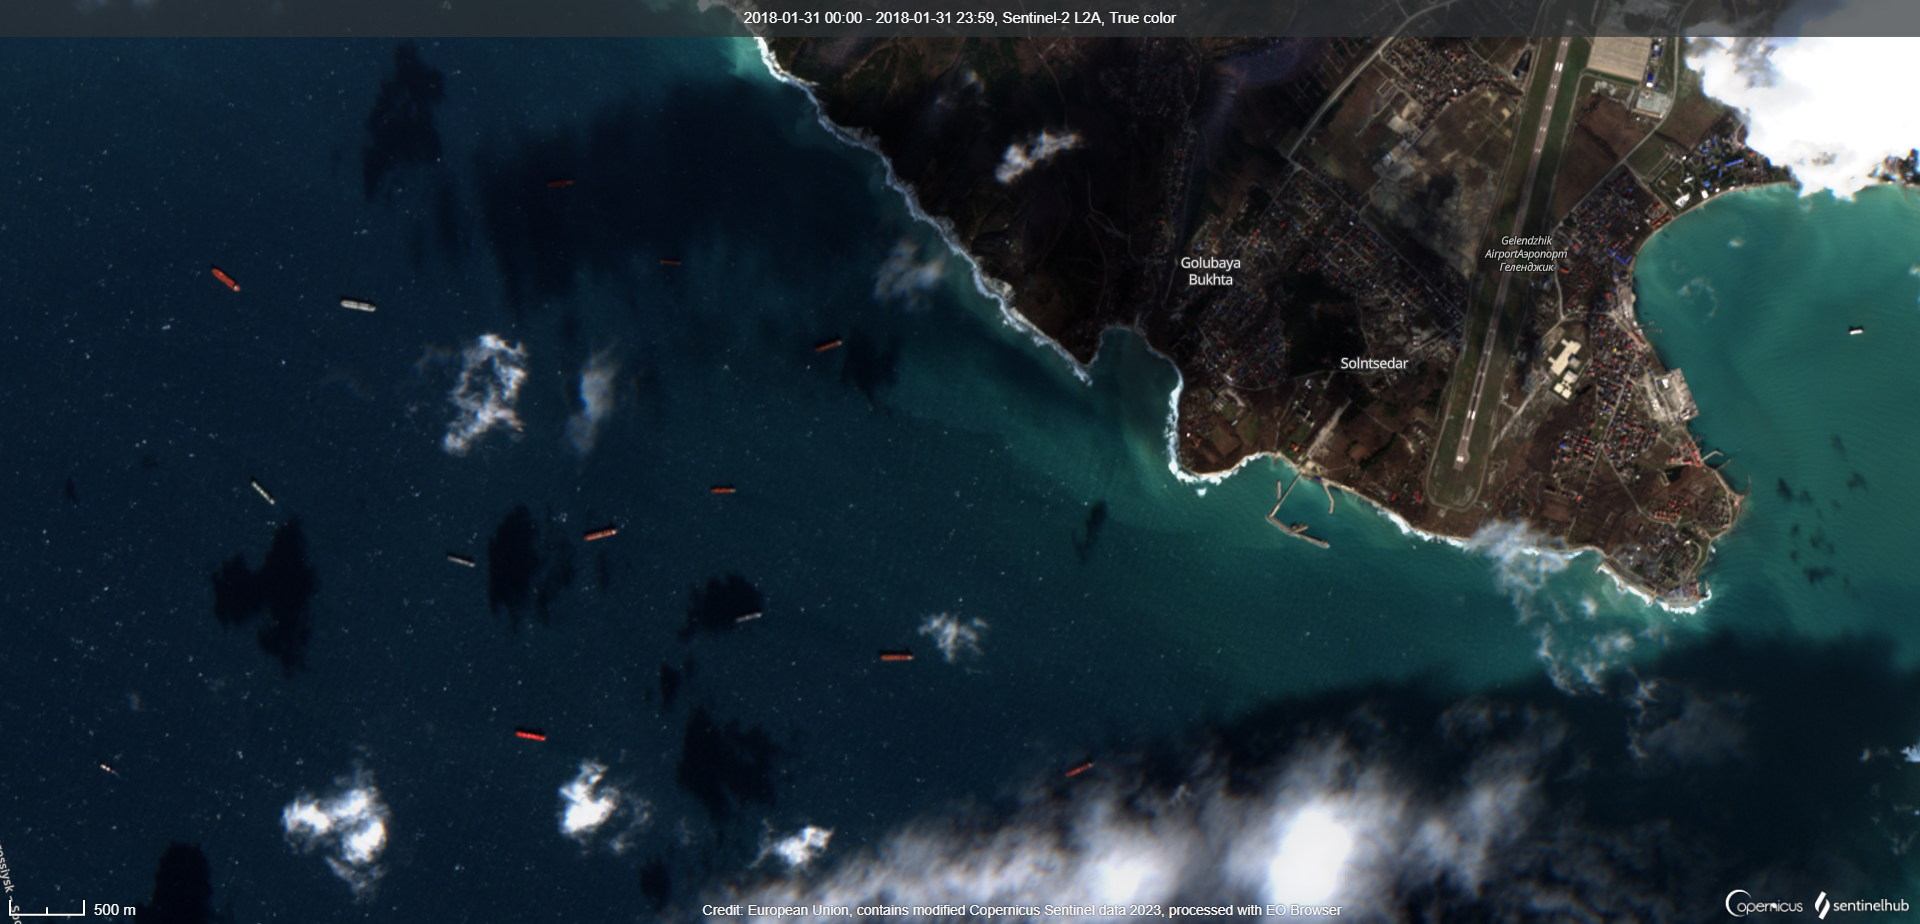 2018-01-31 00:00 - 2018-01-31 23:59, Sentinel-2 L2A, True color
Gelendzhik
AirportАэропорт
Геленджик
Golubaya
Bukhta
Solntsedar
500 m
Credit: European Union, contains modified Copernicus Sentinel data 2023, processed with EO Browser
opernicus
sentinelhub